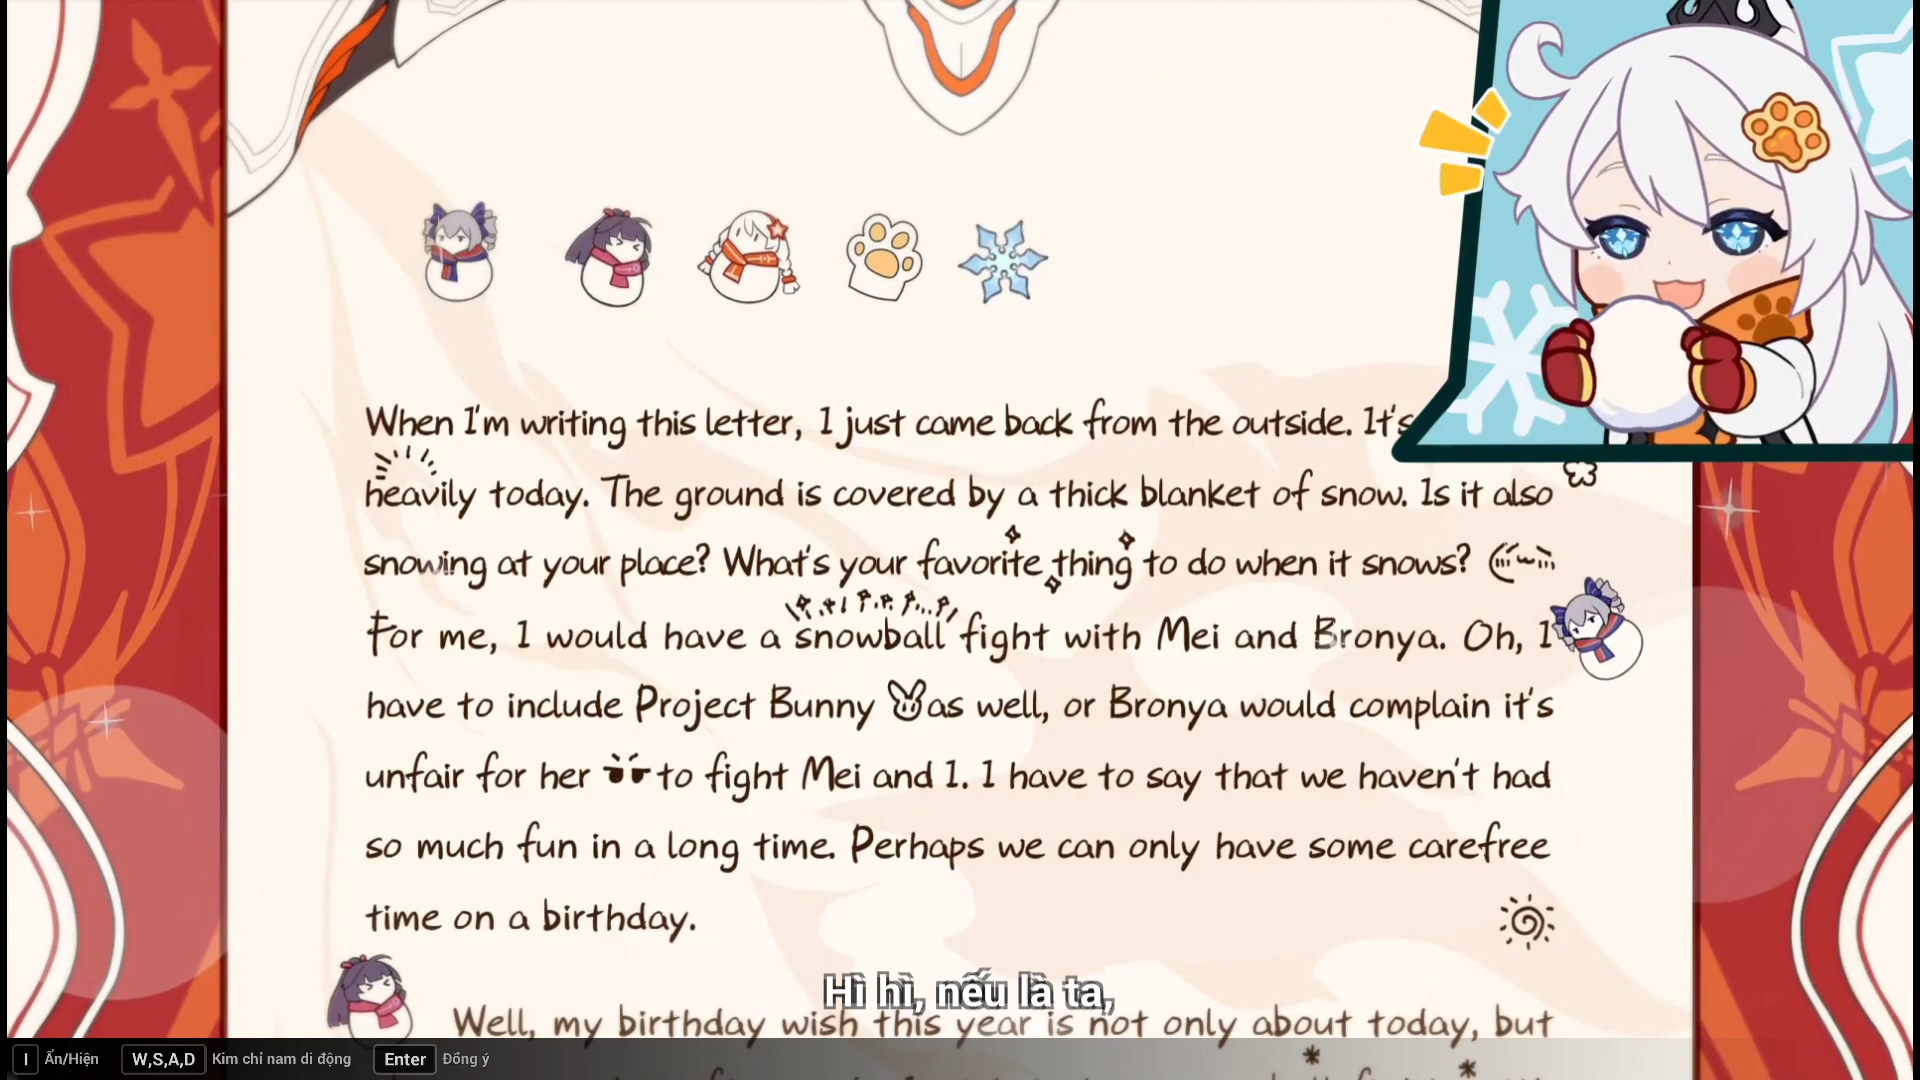 When I'm writing this letter, I just came back from the outside. It's
heavily today. The ground is covered by a thick blanket of snow. Is it also
snowing at your place? What's your favorite thing to do when it snows?
For me, I would have a snowball fight with Mei and Bronya. Oh, I
have to include Project Bunny as well, or Bronya would complain it's
unfair for her to fight Mei and I. I have to say that we haven't had
so much fun in a long time. Perhaps we can only have some carefree
time on a birthday.
Hì hì, nếu là ta,
Well, my birthday wish this year is not only about today, but
I Ẩn/Hiện W,S,A,D Kim chỉ nam di động Enter Đồng ý